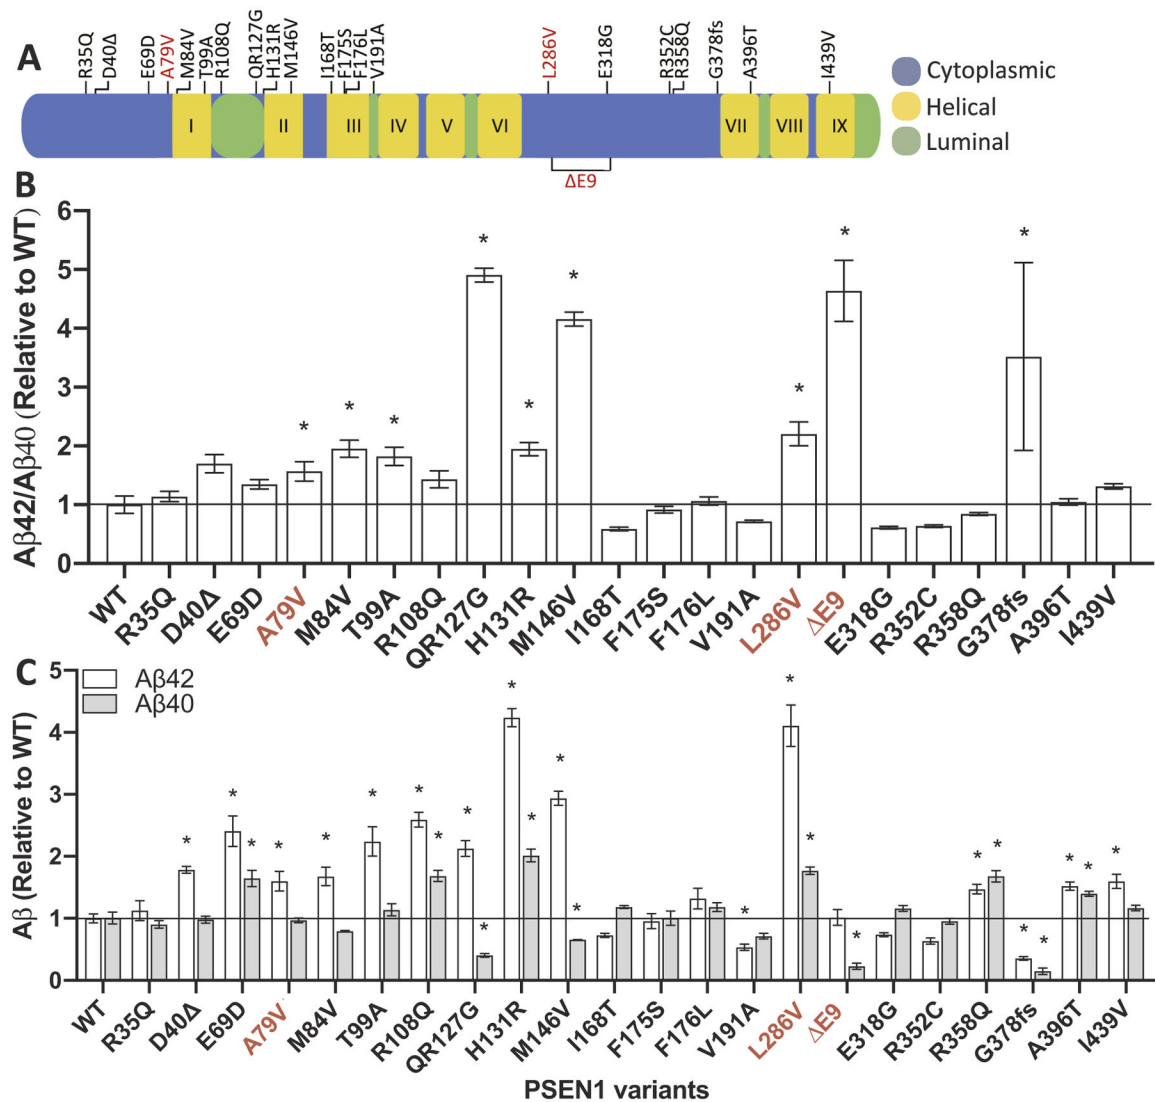 A
R35Q
D40Δ
E69D
A79V
M84V
T99A
R108Q
QR127G
H131R
M146V
I168T
F175S
F176L
V191A
L286V
E318G
R352C
R358Q
G378fs
A396T
I439V
I
II
III
IV
V
VI
VII
VIII
IX
ΔE9
Cytoplasmic
Helical
Luminal
B
Aβ42/Aβ40 (Relative to WT)
6
5
4
3
2
1
0
* * * * * * * * * *
WT
R35Q
D40Δ
E69D
A79V
M84V
T99A
R108Q
QR127G
H131R
M146V
I168T
F175S
F176L
V191A
L286V
ΔE9
E318G
R352C
R358Q
G378fs
A396T
I439V
C
Aβ42
Aβ40
Aβ (Relative to WT)
5
4
3
2
1
0
* * * * * * * * * * * * * * * * * * * * * * * *
WT
R35Q
D40Δ
E69D
A79V
M84V
T99A
R108Q
QR127G
H131R
M146V
I168T
F175S
F176L
V191A
L286V
ΔE9
E318G
R352C
R358Q
G378fs
A396T
I439V
PSEN1 variants